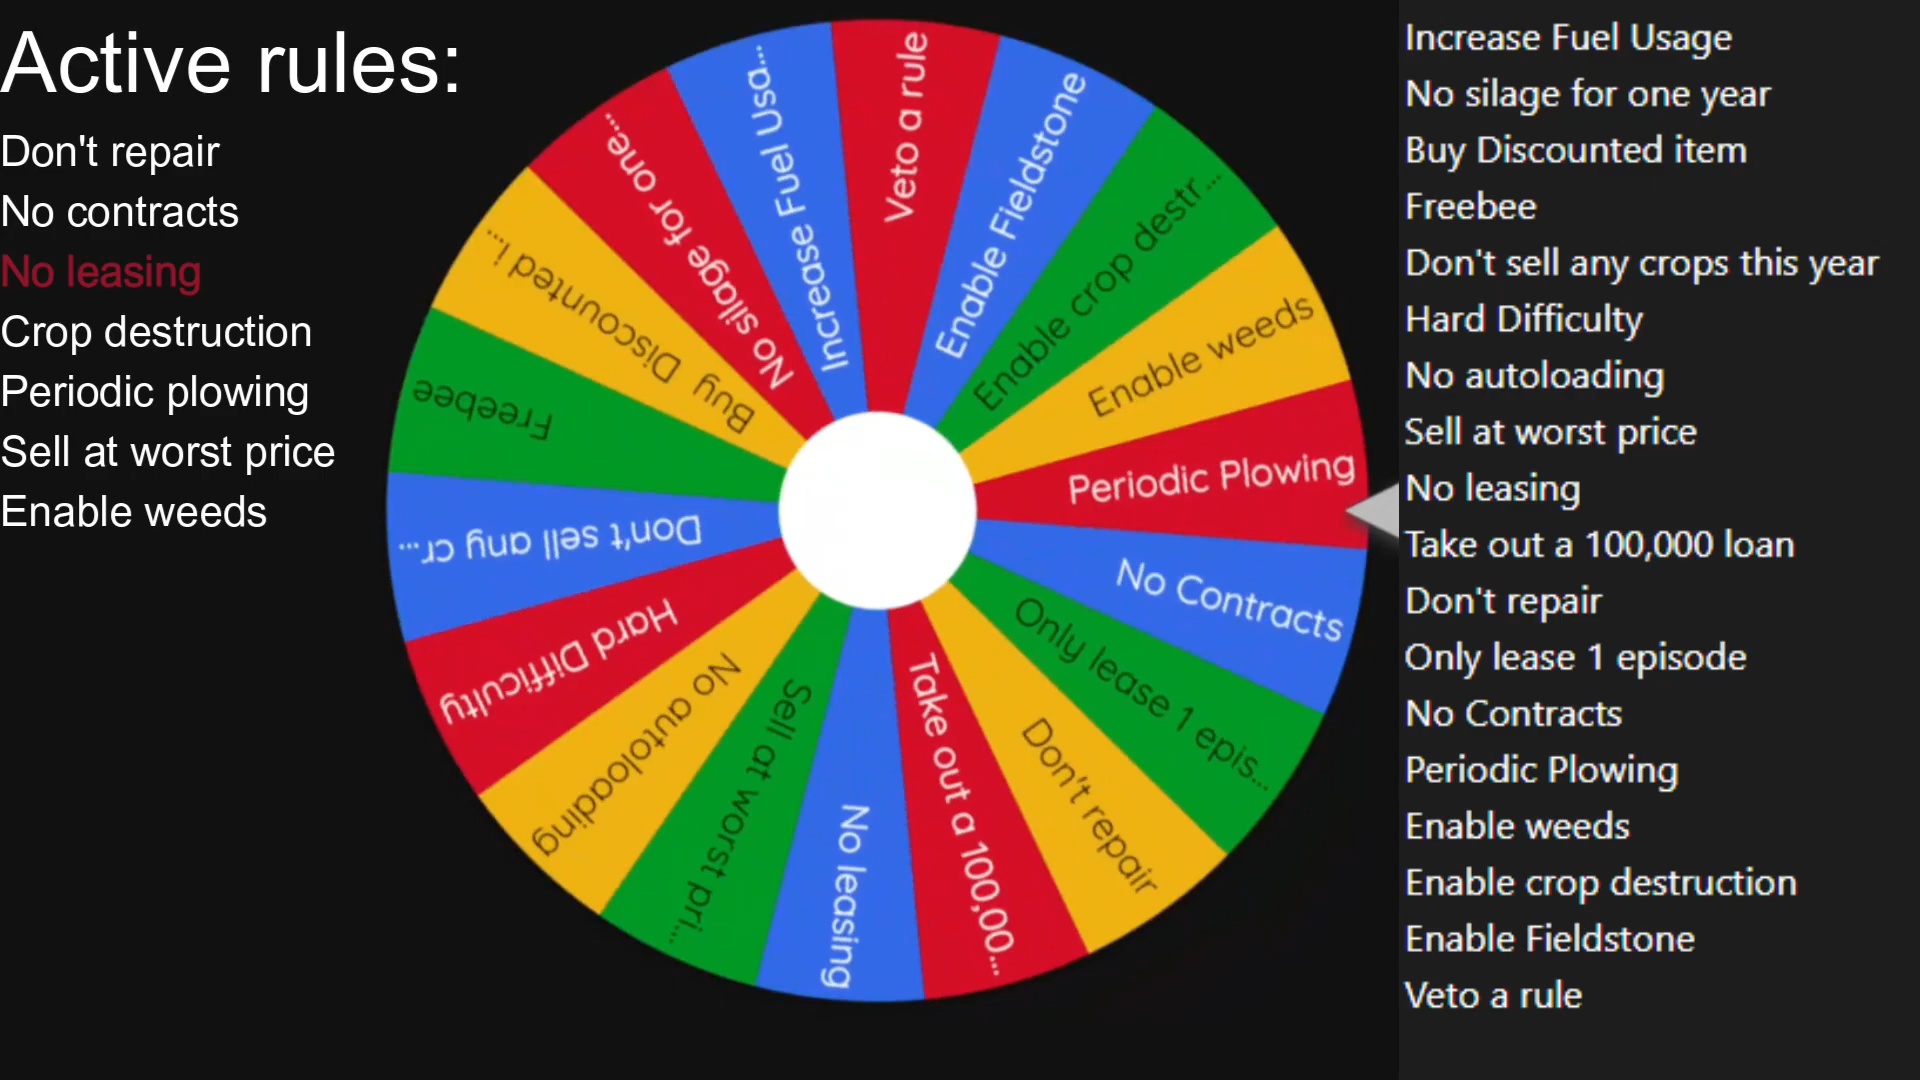 Active rules:
Don't repair
No contracts
No leasing
Crop destruction
Periodic plowing
Sell at worst price
Enable weeds
Veto a rule
Enable Fieldstone
Enable crop destr...
Enable weeds
Periodic Plowing
No Contracts
Only lease 1 epis...
Don't repair
Take out a 100,00...
No leasing
Sell at worst pri...
No autoloading
Hard Difficulty
Don't sell any cr...
Freebee
Buy Discounted i...
No silage for one...
Increase Fuel Usa...
Increase Fuel Usage
No silage for one year
Buy Discounted item
Freebee
Don't sell any crops this year
Hard Difficulty
No autoloading
Sell at worst price
No leasing
Take out a 100,000 loan
Don't repair
Only lease 1 episode
No Contracts
Periodic Plowing
Enable weeds
Enable crop destruction
Enable Fieldstone
Veto a rule